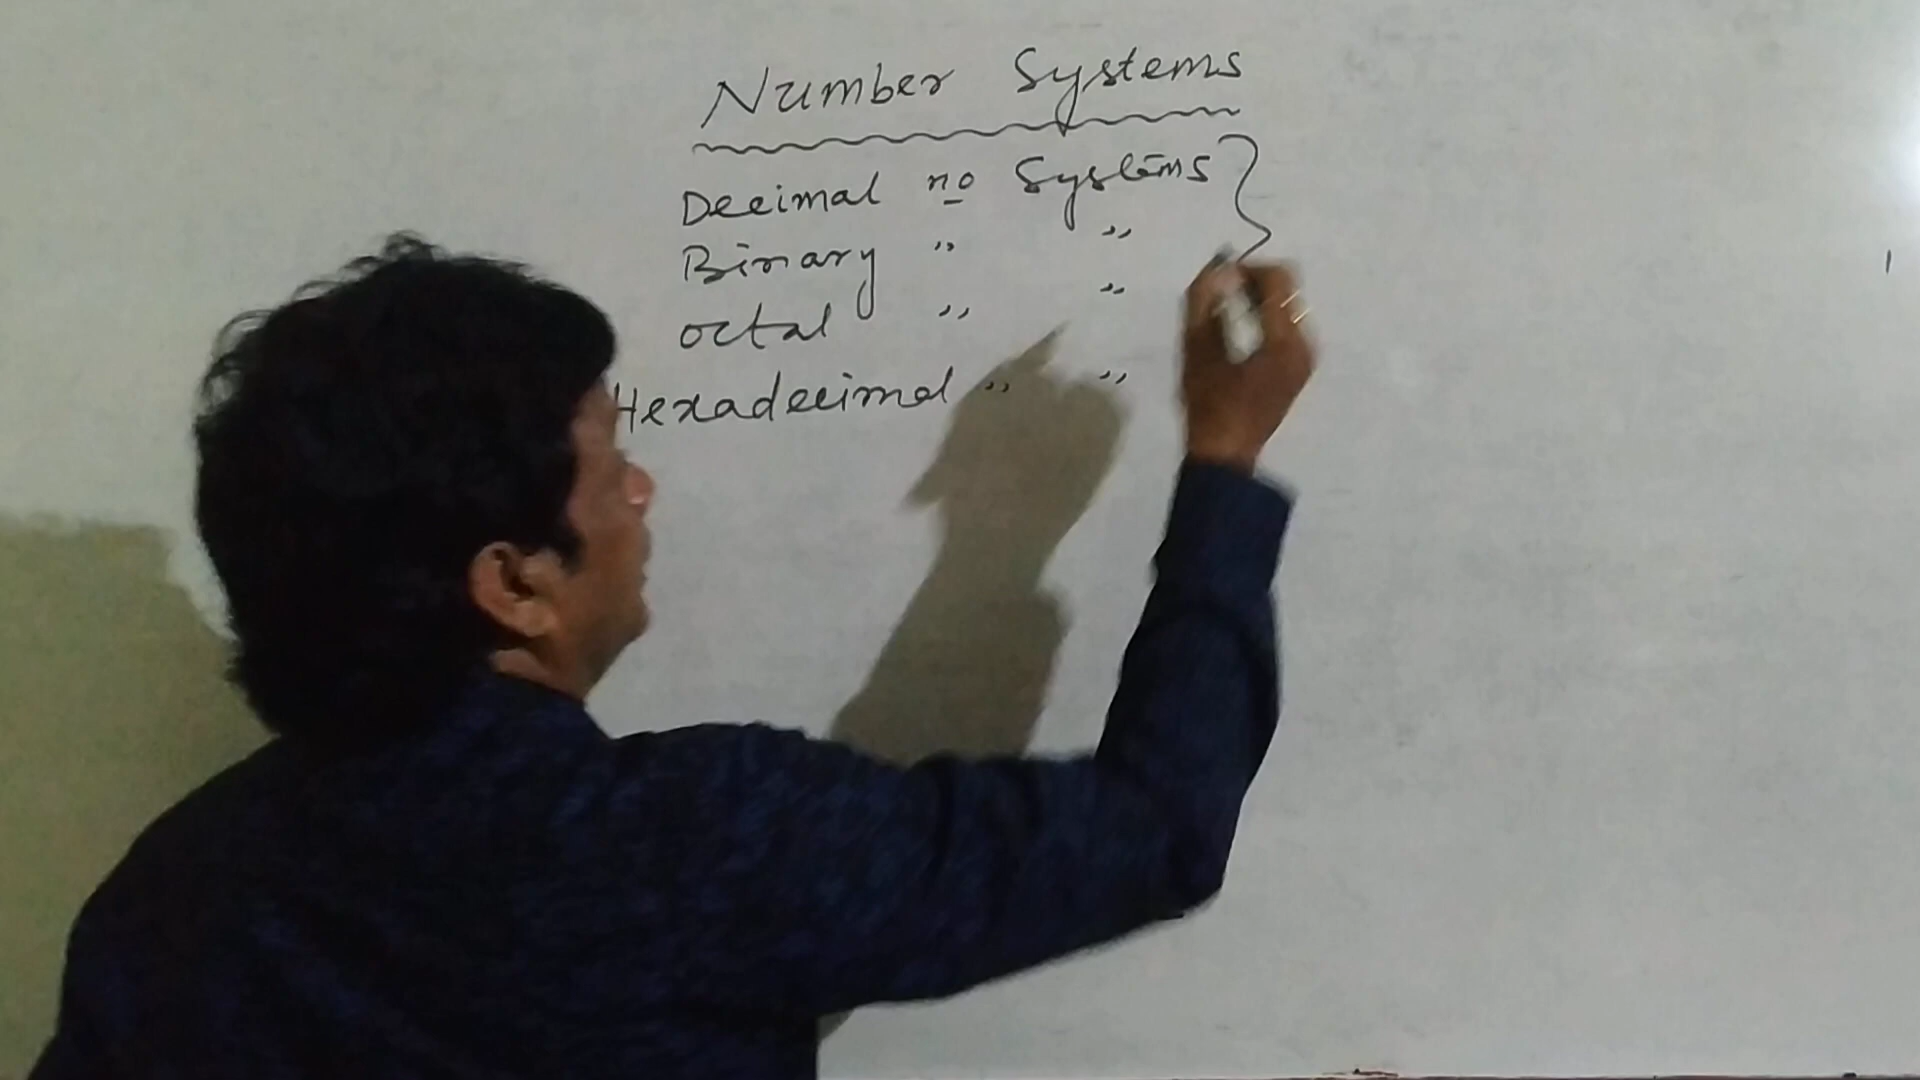 Number Systems
Decimal no Systems
Binary " "
Octal " "
Hexadecimal " "